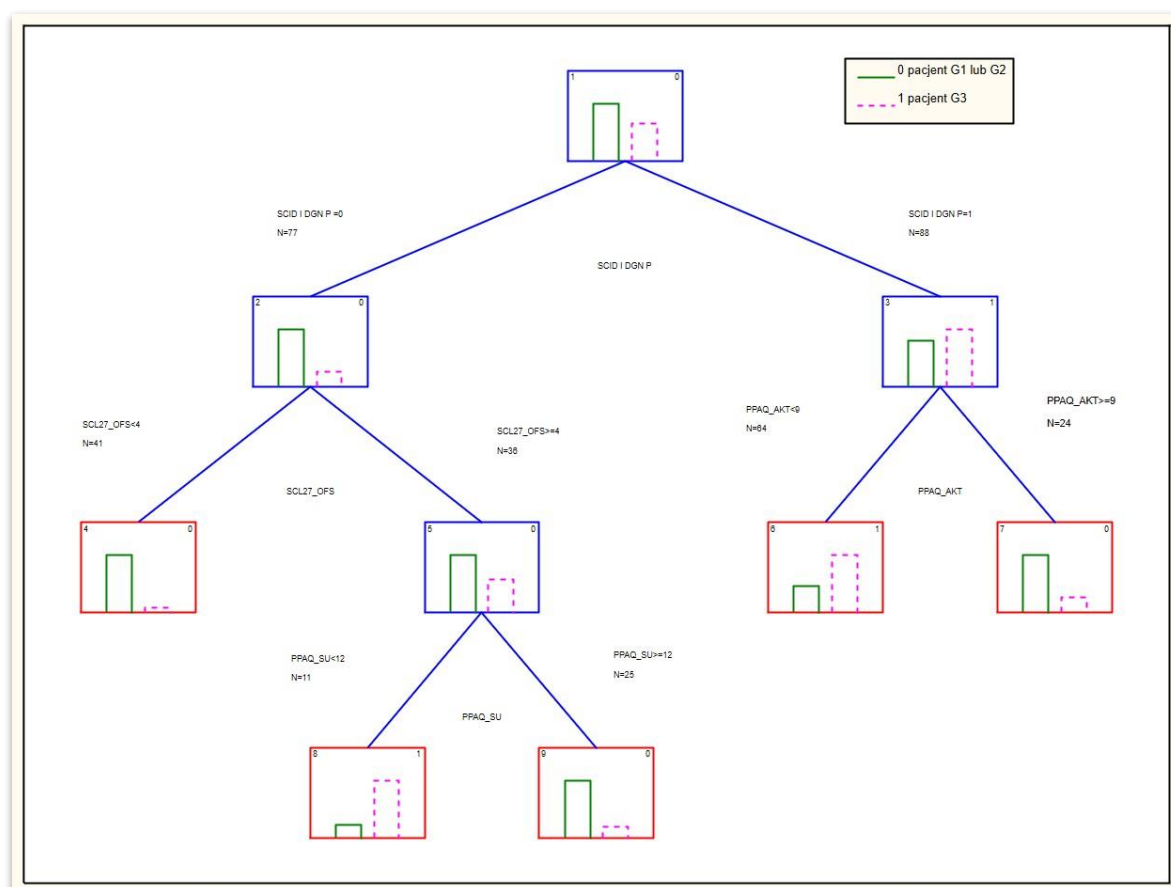 0 pacjent G1 lub G2
1 pacjent G3
1 0
SCID I DGN P =0
N=77
SCID I DGN P=1
N=88
SCID I DGN P
2 0
3 1
SCL27_OFS<4
N=41
SCL27_OFS>=4
N=36
SCL27_OFS
PPAQ_AKT<9
N=64
PPAQ_AKT>=9
N=24
PPAQ_AKT
4 0
5 0
6 1
7 0
PPAQ_SU<12
N=11
PPAQ_SU>=12
N=25
PPAQ_SU
8 1
9 0